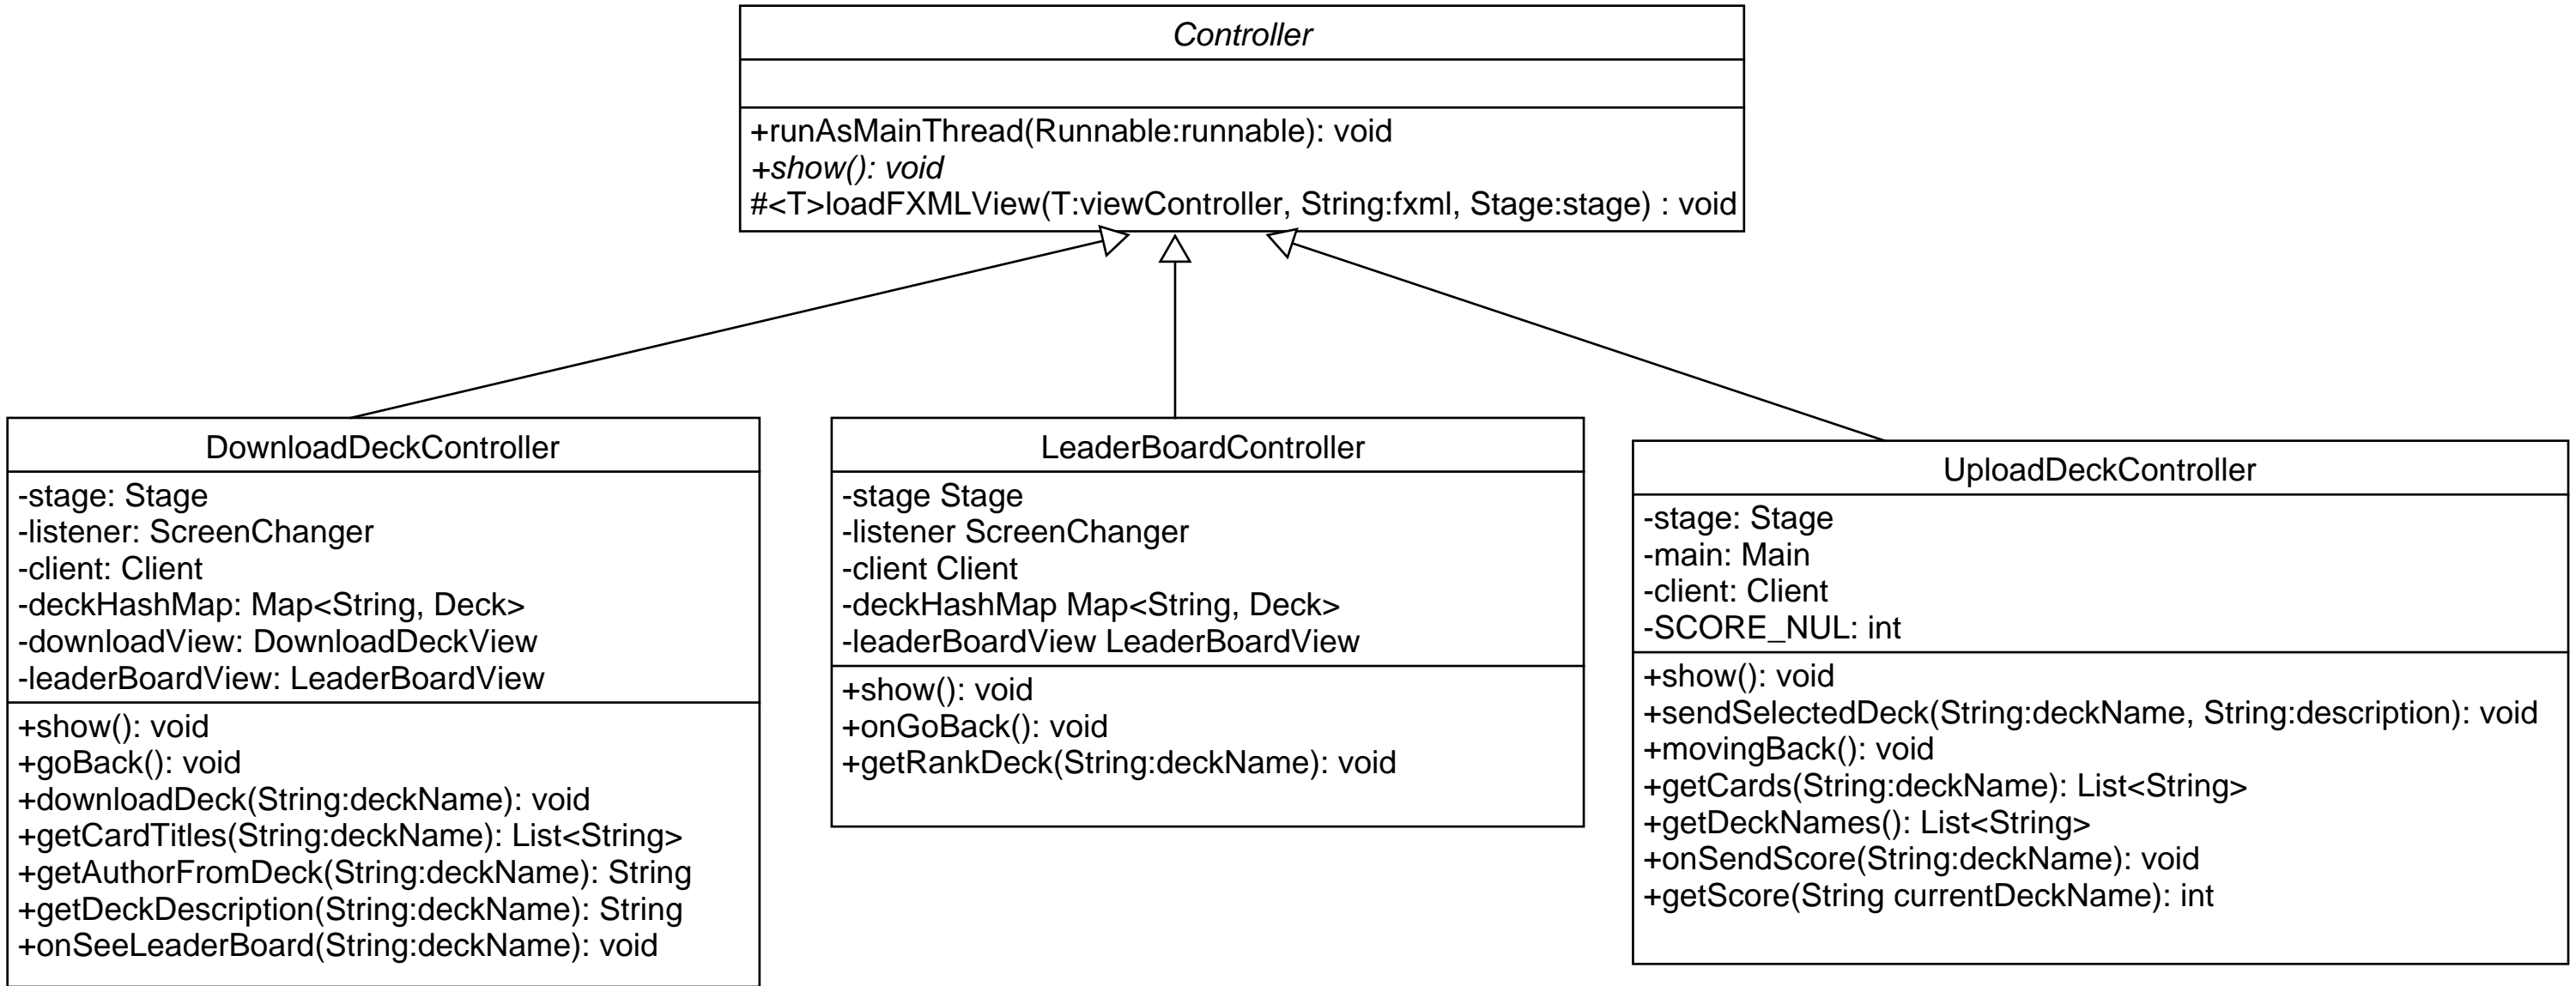 Controller
+runAsMainThread(Runnable:runnable): void
+show(): void
#<T>loadFXMLView(T:viewController, String:fxml, Stage:stage) : void
DownloadDeckController
-stage: Stage
-listener: ScreenChanger
-client: Client
-deckHashMap: Map<String, Deck>
-downloadView: DownloadDeckView
-leaderBoardView: LeaderBoardView
+show(): void
+goBack(): void
+downloadDeck(String:deckName): void
+getCardTitles(String:deckName): List<String>
+getAuthorFromDeck(String:deckName): String
+getDeckDescription(String:deckName): String
+onSeeLeaderBoard(String:deckName): void
LeaderBoardController
-stage Stage
-listener ScreenChanger
-client Client
-deckHashMap Map<String, Deck>
-leaderBoardView LeaderBoardView
+show(): void
+onGoBack(): void
+getRankDeck(String:deckName): void
UploadDeckController
-stage: Stage
-main: Main
-client: Client
-SCORE_NUL: int
+show(): void
+sendSelectedDeck(String:deckName, String:description): void
+movingBack(): void
+getCards(String:deckName): List<String>
+getDeckNames(): List<String>
+onSendScore(String:deckName): void
+getScore(String currentDeckName): int